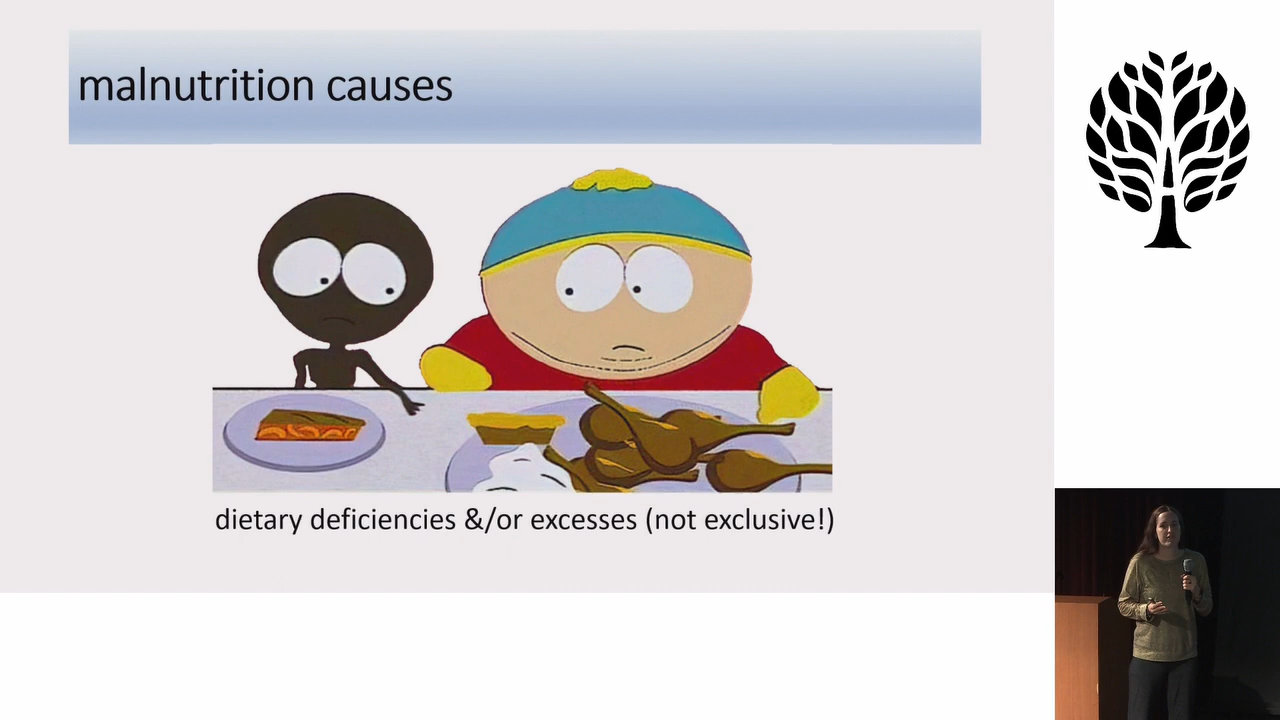 malnutrition causes
dietary deficiencies &/or excesses (not exclusive!)